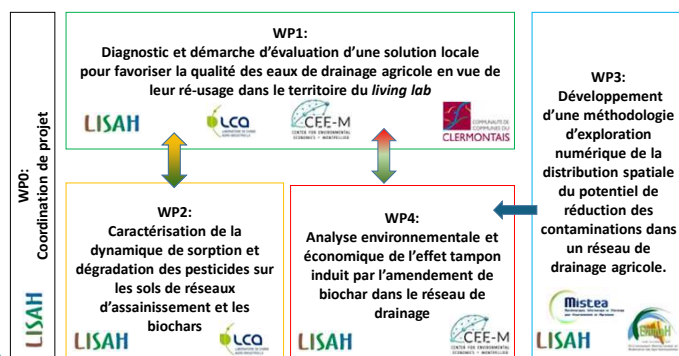 WP0:
Coordination de projet
LISAH
WP1:
Diagnostic et démarche d'évaluation d'une solution locale
pour favoriser la qualité des eaux de drainage agricole en vue de
leur ré-usage dans le territoire du living lab
LISAH
LCA
CEE-M
CENTER FOR ENVIRONMENTAL
ECONOMICS - MONTPELLIER
COMMUNAUTÉ DE
COMMUNES DU
CLERMONTAIS
WP2:
Caractérisation de la
dynamique de sorption et
dégradation des pesticides sur
les sols de réseaux
d'assainissement et les
biochars
LISAH
LCA
WP4:
Analyse environnementale et
économique de l'effet tampon
induit par l'amendement de
biochar dans le réseau de
drainage
LISAH
CEE-M
CENTER FOR ENVIRONMENTAL
ECONOMICS - MONTPELLIER
WP3:
Développement
d'une méthodologie
d'exploration
numérique de la
distribution spatiale
du potentiel de
réduction des
contaminations dans
un réseau de
drainage agricole.
Mistea
LISAH